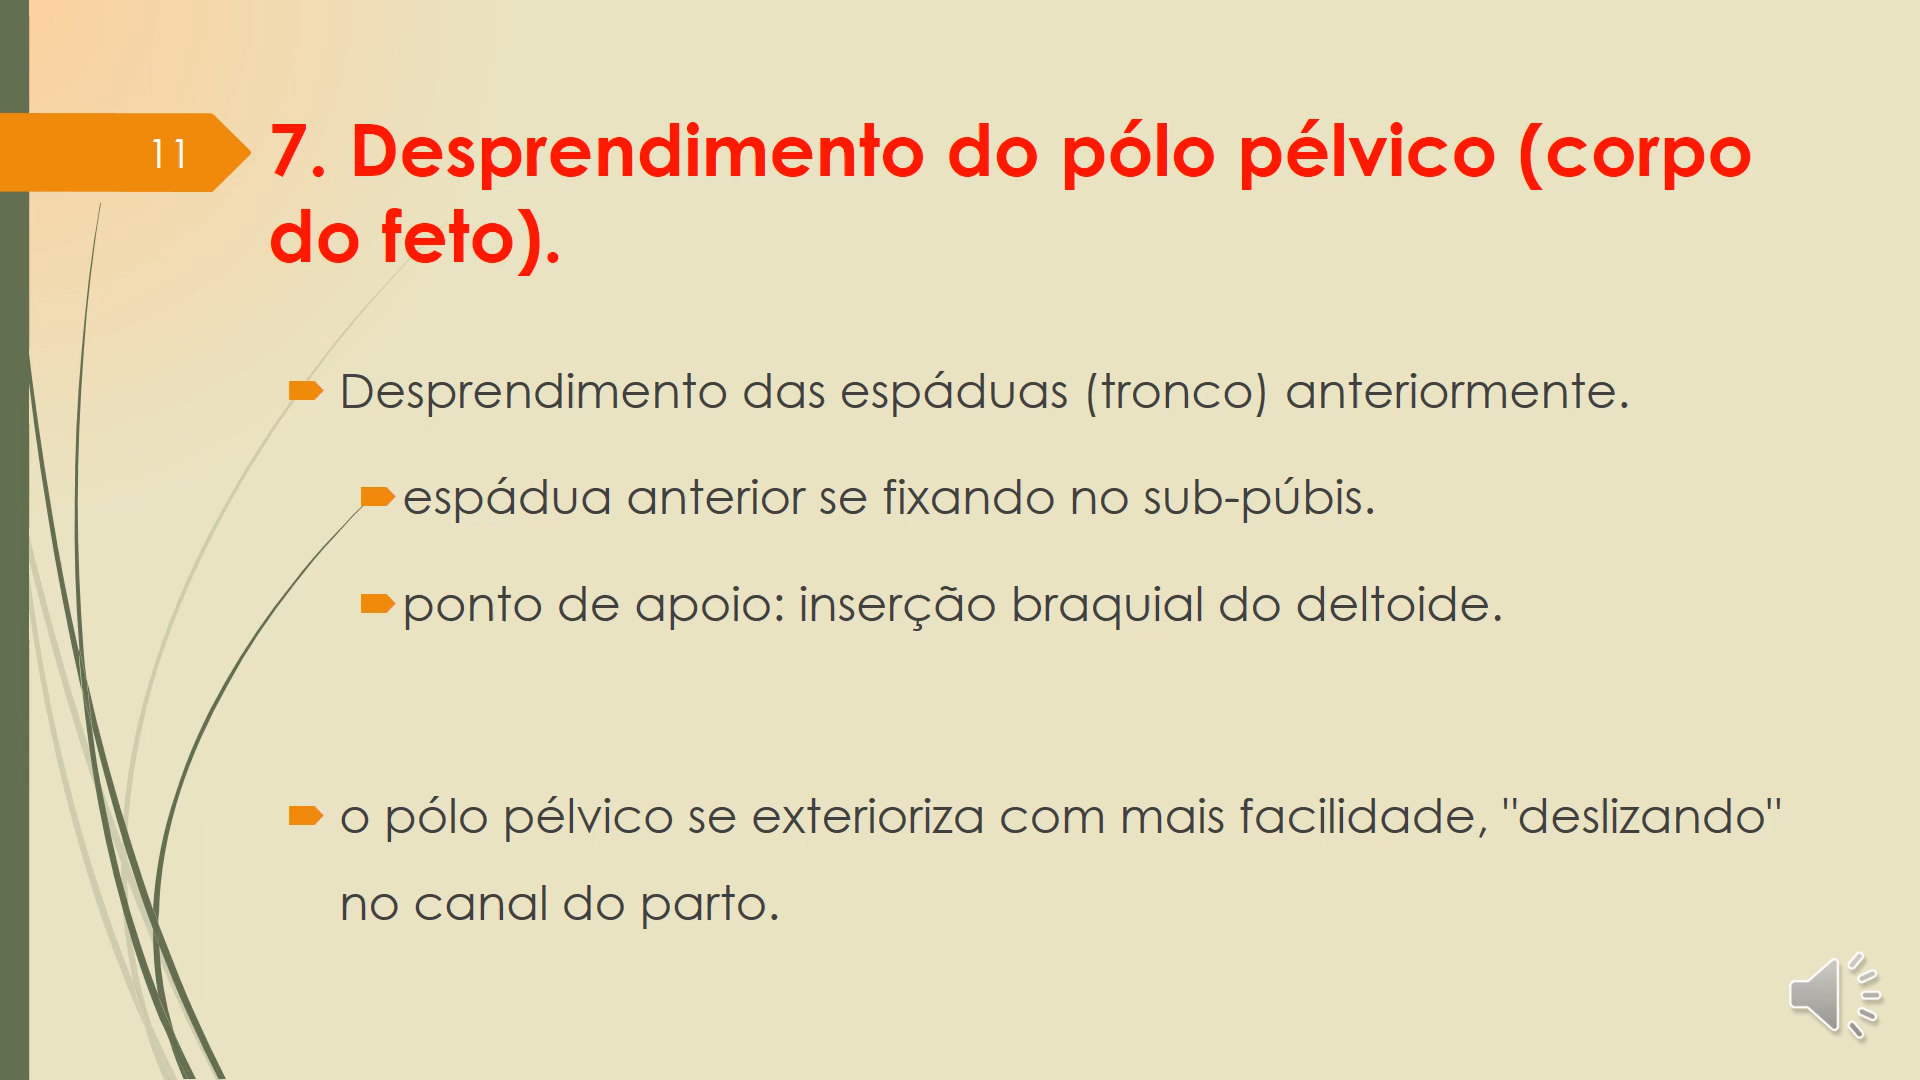 11
7. Desprendimento do pólo pélvico (corpo
do feto).
Desprendimento das espáduas (tronco) anteriormente.
espádua anterior se fixando no sub-púbis.
ponto de apoio: inserção braquial do deltoide.
o pólo pélvico se exterioriza com mais facilidade, "deslizando"
no canal do parto.